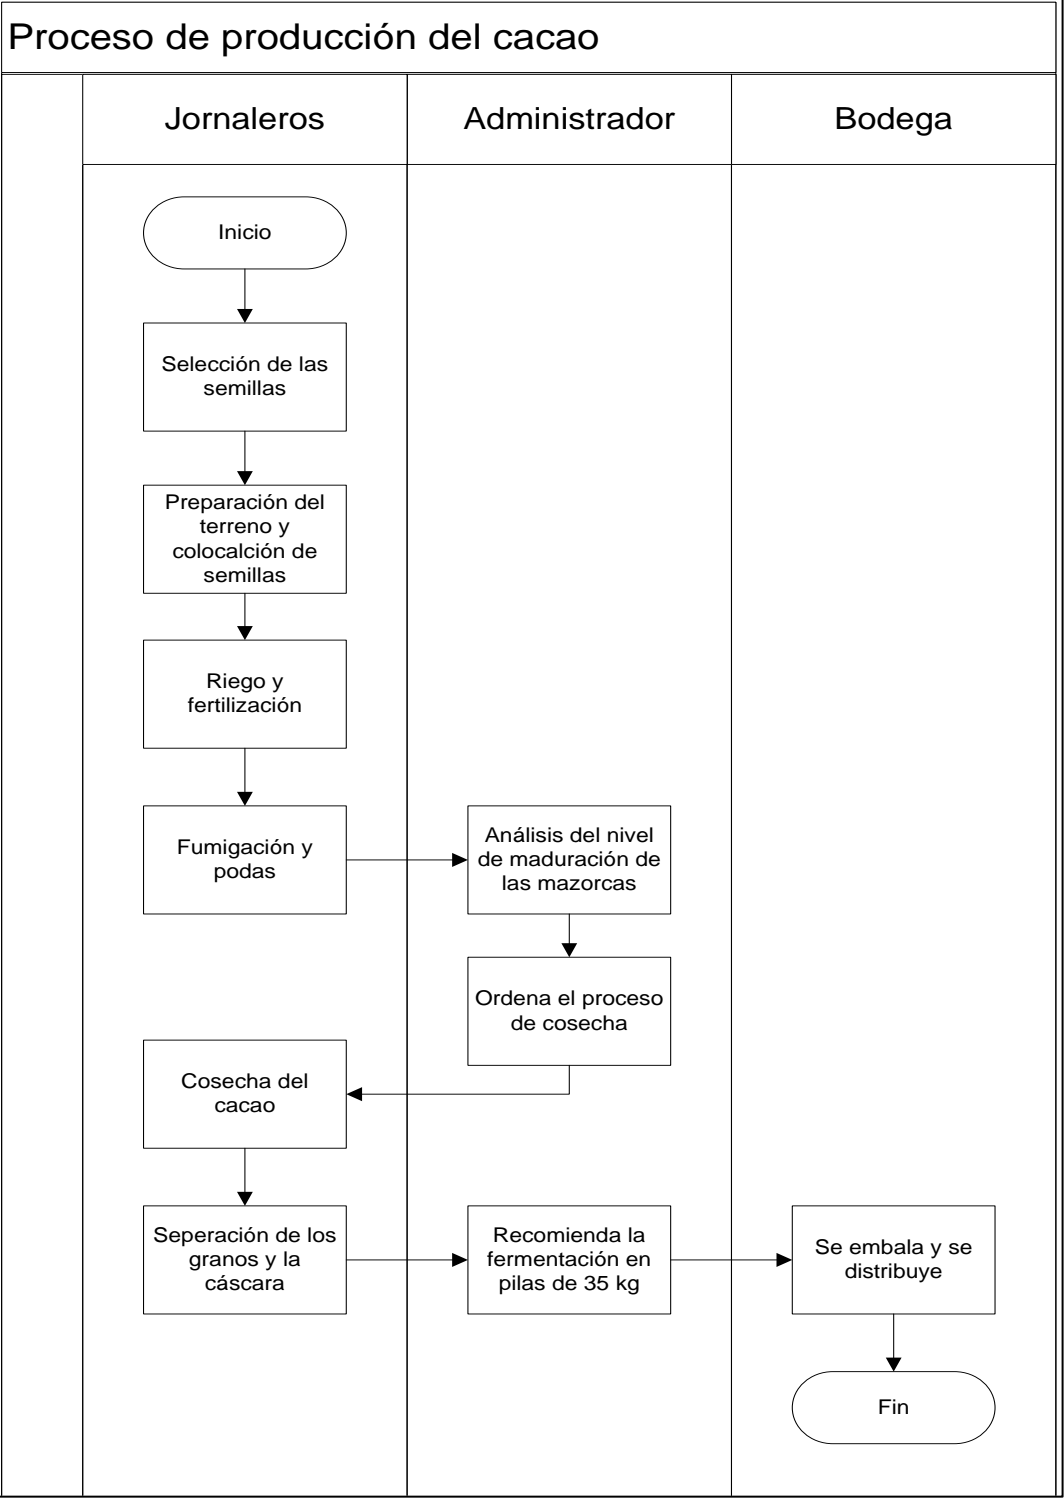 Proceso de producción del cacao
Jornaleros
Administrador
Bodega
Inicio
Selección de las
semillas
Preparación del
terreno y
colocalción de
semillas
Riego y
fertilización
Fumigación y
podas
Análisis del nivel
de maduración de
las mazorcas
Ordena el proceso
de cosecha
Cosecha del
cacao
Seperación de los
granos y la
cáscara
Recomienda la
fermentación en
pilas de 35 kg
Se embala y se
distribuye
Fin